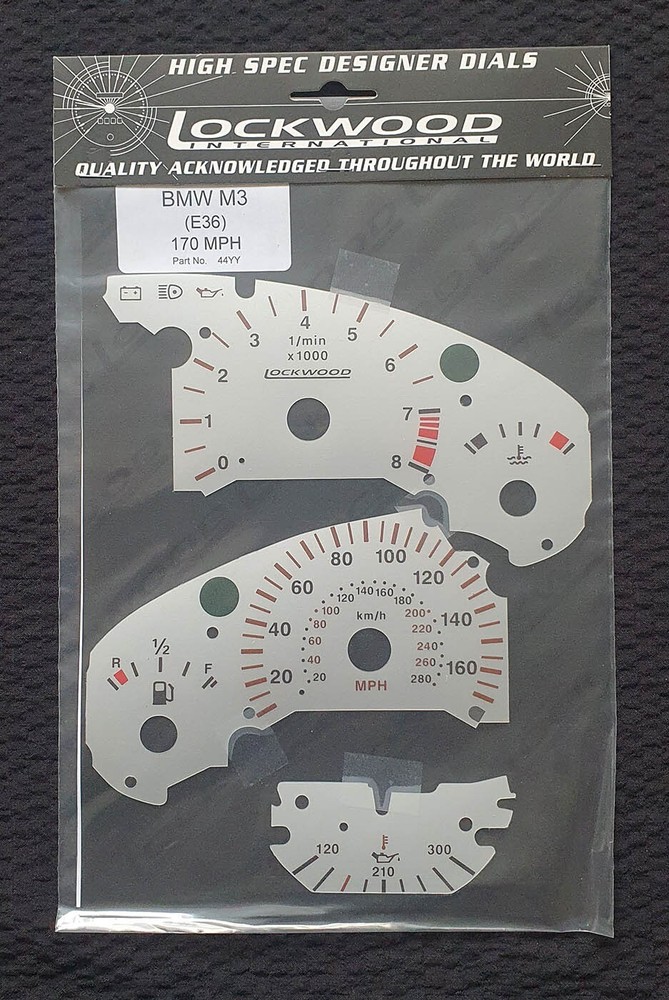 HIGH SPEC DESIGNER DIALS
LOCKWOOD
INTERNATIONAL
QUALITY ACKNOWLEDGED THROUGHOUT THE WORLD
BMW M3
(E36)
170 MPH
Part No. 44YY
0 1 2 3 4 5 6 7 8
1/min
x1000
LOCKWOOD
R ½ F
20 40 60 80 100 120 140 160
20 40 60 80 100 120 140 160 180 200 220 240 260 280
km/h
MPH
120 210 300